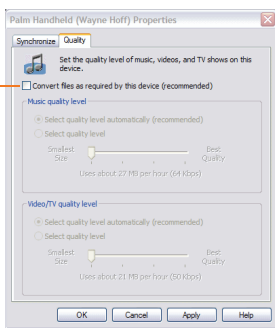 Palm Handheld (Wayne Hoff) Properties
Synchronize Quality
Set the quality level of music, videos, and TV shows on this
device.
Convert files as required by this device (recommended)
Music quality level
Select quality level automatically (recommended)
Select quality level
Smallest Best
Size Quality
Uses about 27 MB per hour (64 Kbps)
Video/TV quality level
Select quality level automatically (recommended)
Select quality level
Smallest Best
Size Quality
Uses about 21 MB per hour (50 Kbps)
OK Cancel Apply Help